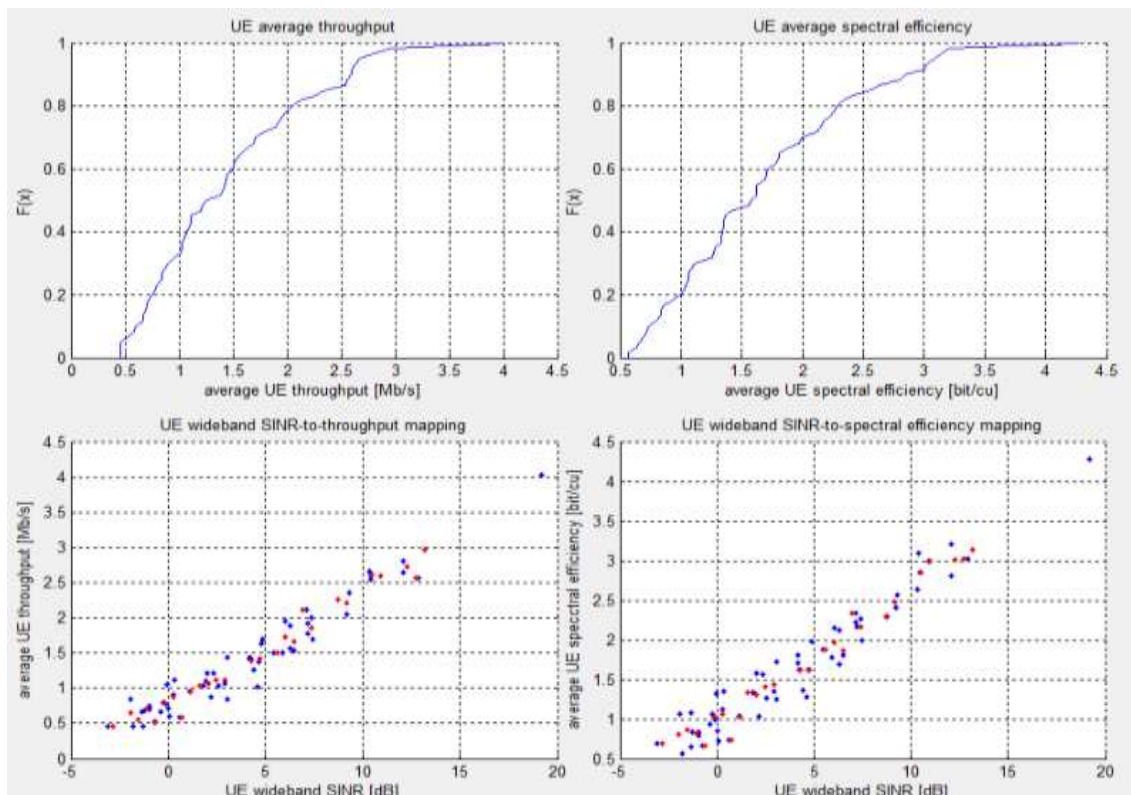 UE average throughput
1
0.8
0.6
0.4
0.2
0
F(x)
0 0.5 1 1.5 2 2.5 3 3.5 4 4.5
average UE throughput [Mb/s]
UE average spectral efficiency
1
0.8
0.6
0.4
0.2
0
F(x)
0.5 1 1.5 2 2.5 3 3.5 4 4.5
average UE spectral efficiency [bit/cu]
UE wideband SINR-to-throughput mapping
4.5
4
3.5
3
2.5
2
1.5
1
0.5
0
average UE throughput [Mb/s]
-5 0 5 10 15 20
UE wideband SINR [dB]
UE wideband SINR-to-spectral efficiency mapping
4.5
4
3.5
3
2.5
2
1.5
1
0.5
average UE spectral efficiency [bit/cu]
-5 0 5 10 15 20
UE wideband SINR [dB]